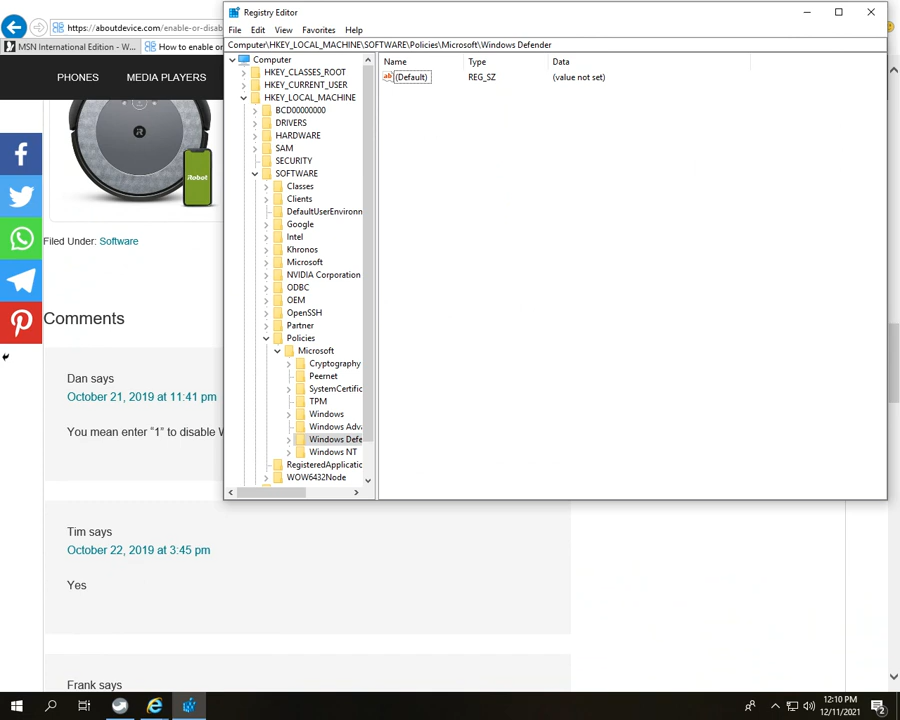 Registry Editor
https://aboutdevice.com/enable-or-disab
MSN International Edition - W...
How to enable or
File Edit View Favorites Help
Computer\HKEY_LOCAL_MACHINE\SOFTWARE\Policies\Microsoft\Windows Defender
PHONES MEDIA PLAYERS
Computer
HKEY_CLASSES_ROOT
HKEY_CURRENT_USER
HKEY_LOCAL_MACHINE
BCD00000000
DRIVERS
HARDWARE
SAM
SECURITY
SOFTWARE
Classes
Clients
DefaultUserEnvironn
Google
Intel
Khronos
Microsoft
NVIDIA Corporation
ODBC
OEM
OpenSSH
Partner
Policies
Microsoft
Cryptography
Peernet
SystemCertific
TPM
Windows
Windows Adva
Windows Defe
Windows NT
RegisteredApplicatic
WOW6432Node
Name Type Data
ab (Default) REG_SZ (value not set)
iRobot
Filed Under: Software
Comments
Dan says
October 21, 2019 at 11:41 pm
You mean enter “1” to disable W
Tim says
October 22, 2019 at 3:45 pm
Yes
Frank says
12:10 PM
12/11/2021
2